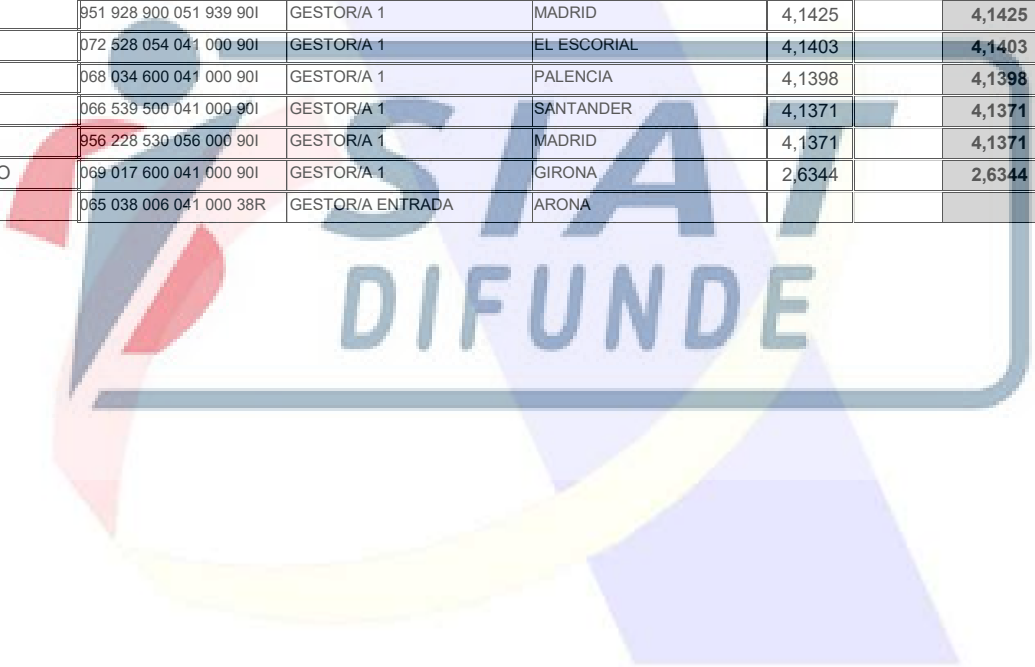 951 928 900 051 939 90I GESTOR/A 1 MADRID 4,1425 4,1425
072 528 054 041 000 90I GESTOR/A 1 EL ESCORIAL 4,1403 4,1403
068 034 600 041 000 90I GESTOR/A 1 PALENCIA 4,1398 4,1398
066 539 500 041 000 90I GESTOR/A 1 SANTANDER 4,1371 4,1371
956 228 530 056 000 90I GESTOR/A 1 MADRID 4,1371 4,1371
O 069 017 600 041 000 90I GESTOR/A 1 GIRONA 2,6344 2,6344
065 038 006 041 000 38R GESTOR/A ENTRADA ARONA
SIAT
DIFUNDE